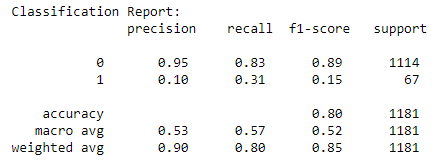 Classification Report:
precision recall f1-score support
0 0.95 0.83 0.89 1114
1 0.10 0.31 0.15 67
accuracy 0.80 1181
macro avg 0.53 0.57 0.52 1181
weighted avg 0.90 0.80 0.85 1181